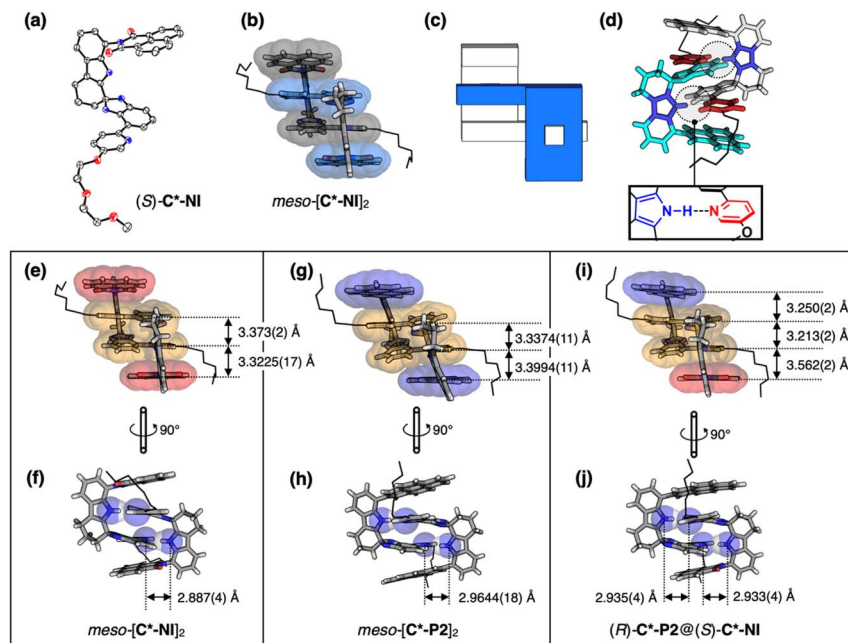 (a)
(b)
(c)
(d)
(S)-C*-NI
meso-[C*-NI]₂
N-H---N
O
(e)
(g)
(i)
3.373(2) Å
3.3225(17) Å
3.3374(11) Å
3.3994(11) Å
3.250(2) Å
3.213(2) Å
3.562(2) Å
90°
90°
90°
(f)
(h)
(j)
2.887(4) Å
2.9644(18) Å
2.935(4) Å
2.933(4) Å
meso-[C*-NI]₂
meso-[C*-P2]₂
(R)-C*-P2@(S)-C*-NI